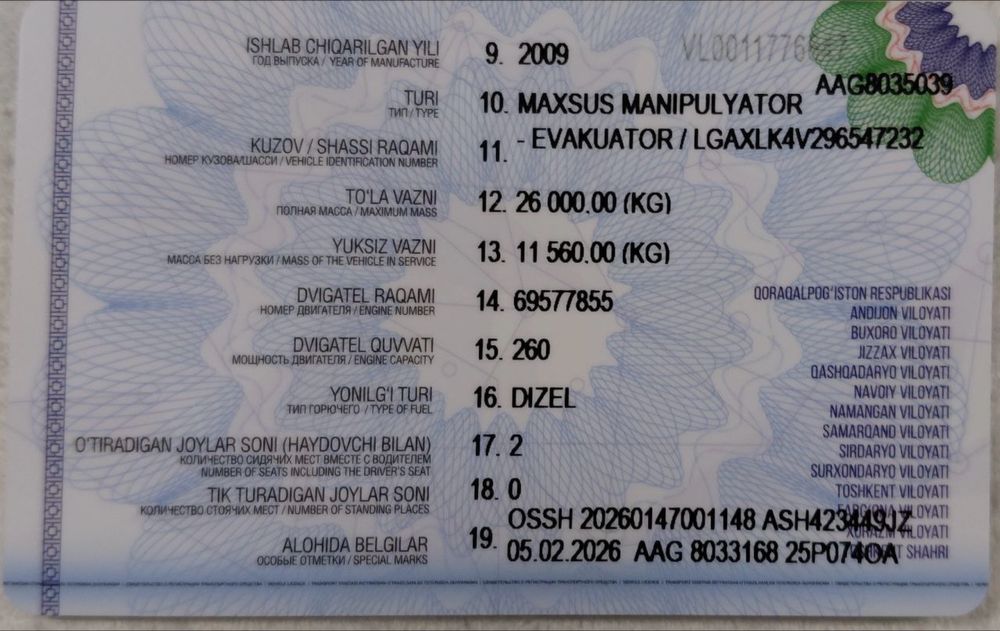 ISHLAB CHIQARILGAN YILI 9. 2009
ГОД ВЫПУСКА / YEAR OF MANUFACTURE
AAG8035039
TURI 10. MAXSUS MANIPULYATOR
ТИП / TYPE
- EVAKUATOR / LGAXLK4V296547232
KUZOV / SHASSI RAQAMI 11.
НОМЕР КУЗОВА/ШАССИ / VEHICLE IDENTIFICATION NUMBER
TO'LA VAZNI 12. 26 000.00 (KG)
ПОЛНАЯ МАССА / MAXIMUM MASS
YUKSIZ VAZNI 13. 11 560.00 (KG)
МАССА БЕЗ НАГРУЗКИ / MASS OF THE VEHICLE IN SERVICE
DVIGATEL RAQAMI 14. 69577855
НОМЕР ДВИГАТЕЛЯ / ENGINE NUMBER
DVIGATEL QUVVATI 15. 260
МОЩНОСТЬ ДВИГАТЕЛЯ / ENGINE CAPACITY
YONILG'I TURI 16. DIZEL
ТИП ГОРЮЧЕГО / TYPE OF FUEL
O'TIRADIGAN JOYLAR SONI (HAYDOVCHI BILAN) 17. 2
КОЛИЧЕСТВО СИДЯЧИХ МЕСТ ВМЕСТЕ С ВОДИТЕЛЕМ
NUMBER OF SEATS INCLUDING THE DRIVER'S SEAT
TIK TURADIGAN JOYLAR SONI 18. 0
КОЛИЧЕСТВО СТОЯЧИХ МЕСТ / NUMBER OF STANDING PLACES
OSSH 20260147001148 ASH423449JZ
ALOHIDA BELGILAR 19.
ОСОБЫЕ ОТМЕТКИ / SPECIAL MARKS
05.02.2026 AAG 8033168 25P074OA
QORAQALPOG'ISTON RESPUBLIKASI
ANDIJON VILOYATI
BUXORO VILOYATI
JIZZAX VILOYATI
QASHQADARYO VILOYATI
NAVOIY VILOYATI
NAMANGAN VILOYATI
SAMARQAND VILOYATI
SIRDARYO VILOYATI
SURXONDARYO VILOYATI
TOSHKENT VILOYATI
FARG'ONA VILOYATI
XORAZM VILOYATI
TOSHKENT SHAHRI